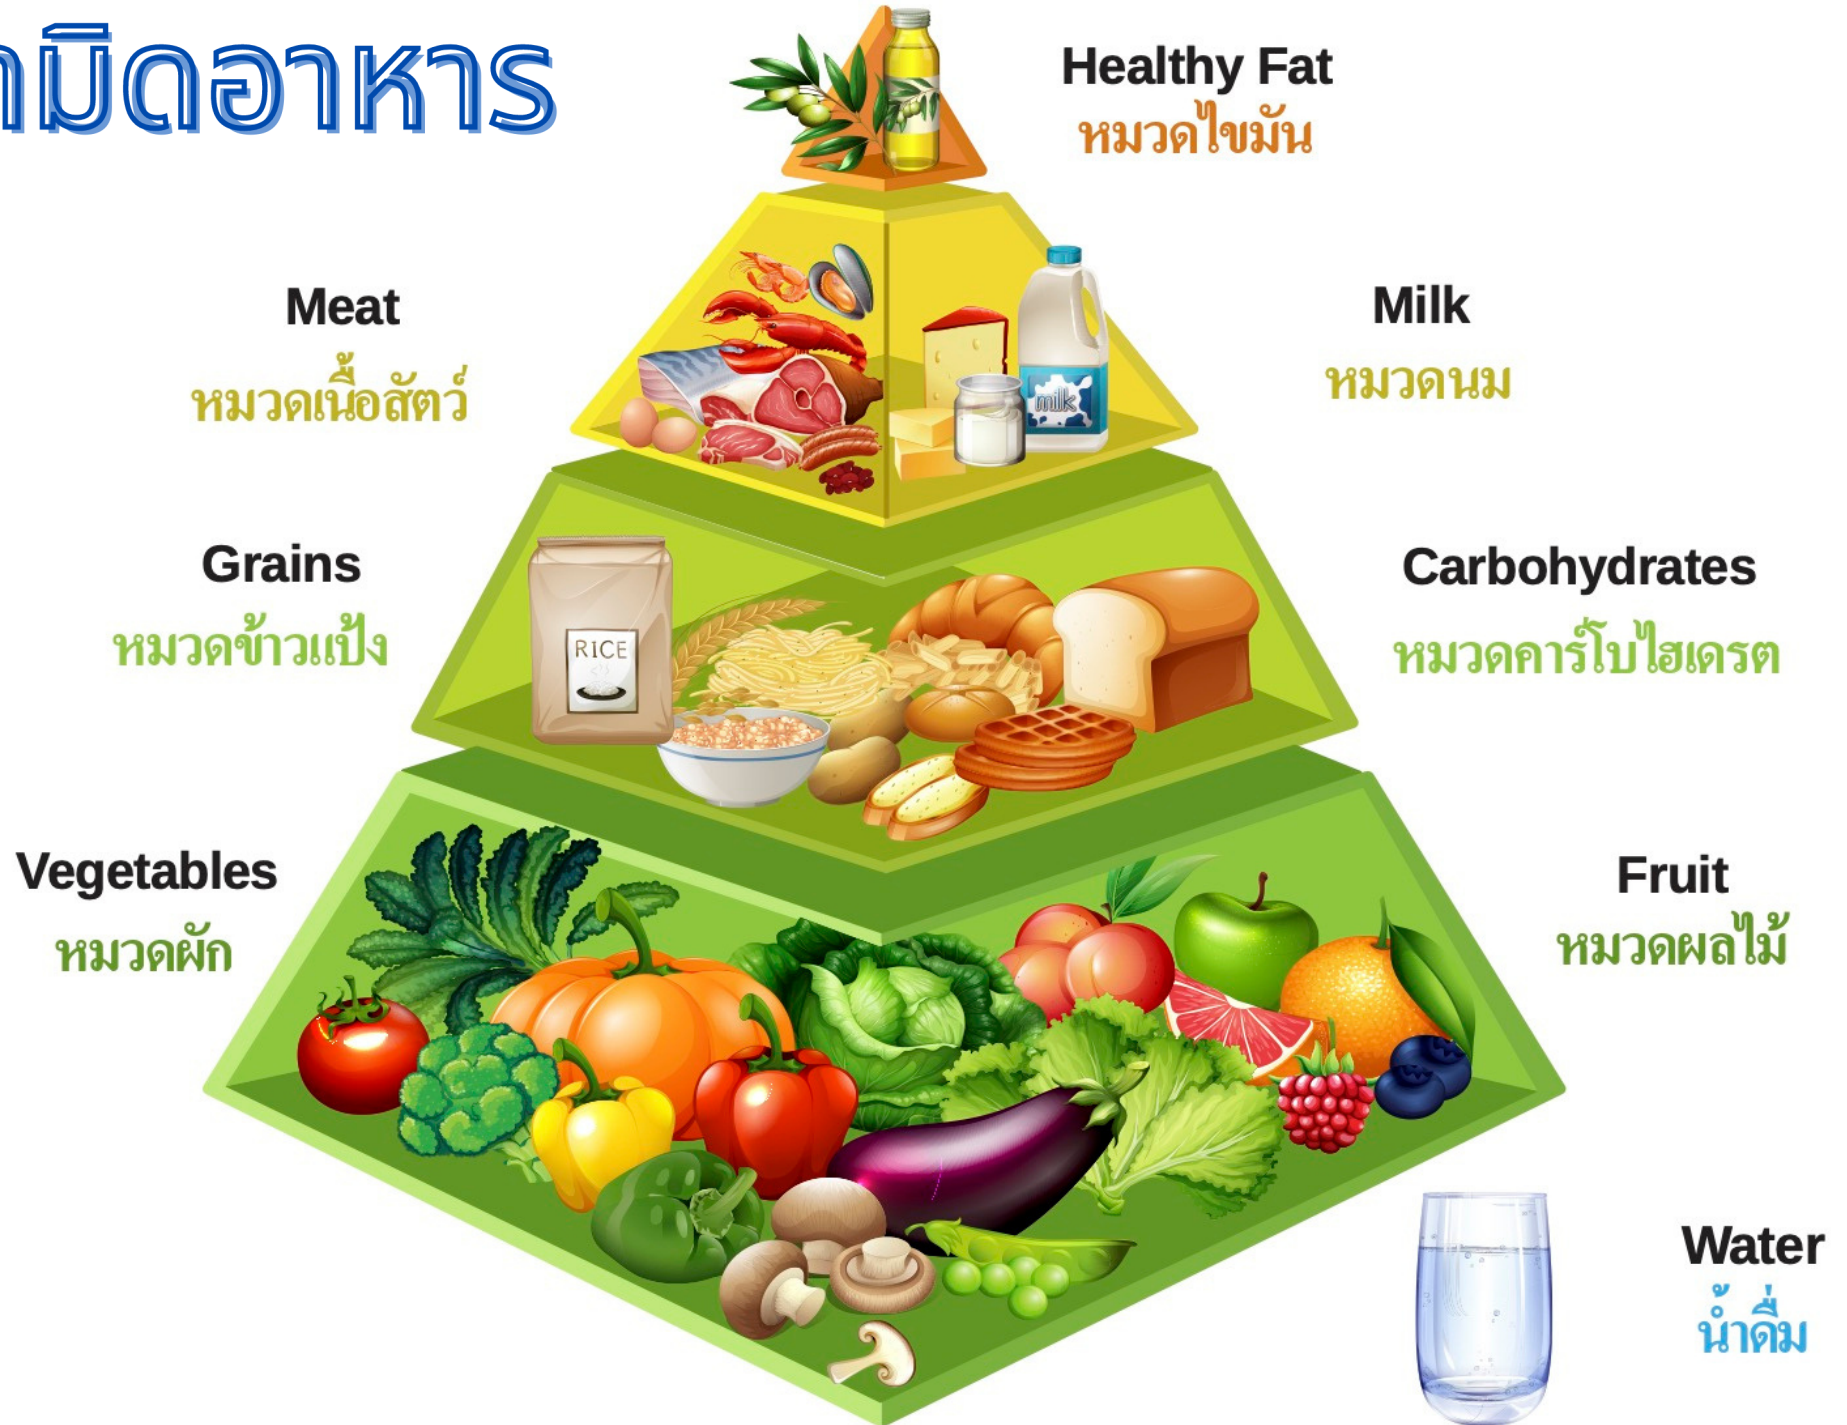 มิดอาหาร
Healthy Fat
หมวดไขมัน
Meat
หมวดเนื้อสัตว์
Milk
หมวดนม
milk
Grains
หมวดข้าวแป้ง
Carbohydrates
หมวดคาร์โบไฮเดรต
RICE
Vegetables
หมวดผัก
Fruit
หมวดผลไม้
Water
น้ำดื่ม